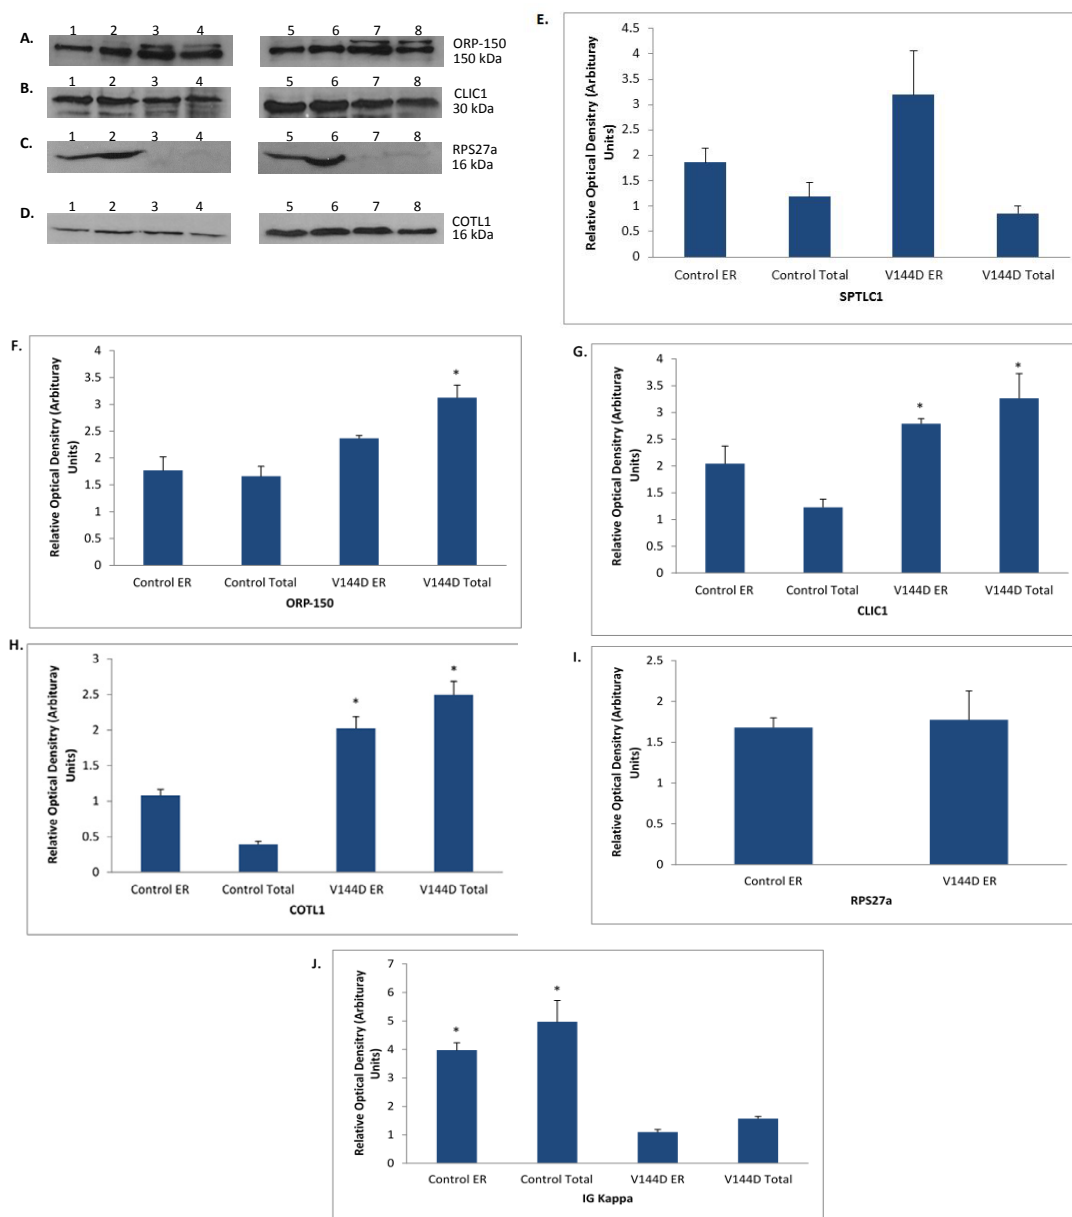 A.
1 2 3 4
5 6 7 8
ORP-150
150 kDa
B.
1 2 3 4
5 6 7 8
CLIC1
30 kDa
C.
1 2 3 4
5 6 7 8
RPS27a
16 kDa
D.
1 2 3 4
5 6 7 8
COTL1
16 kDa
E.
Relative Optical Densitry (Arbituray
Units)
4.5
4
3.5
3
2.5
2
1.5
1
0.5
0
Control ER Control Total V144D ER V144D Total
SPTLC1
F.
Relative Optical Densitry (Arbituray
Units)
4
3.5
3
2.5
2
1.5
1
0.5
0
*
Control ER Control Total V144D ER V144D Total
ORP-150
G.
Relative Optical Densitry (Arbituray
Units)
4
3.5
3
2.5
2
1.5
1
0.5
0
* *
Control ER Control Total V144D ER V144D Total
CLIC1
H.
Relative Optical Densitry (Arbituray
Units)
3
2.5
2
1.5
1
0.5
0
* *
Control ER Control Total V144D ER V144D Total
COTL1
I.
Relative Optical Densitry (Arbituray
Units)
2.5
2
1.5
1
0.5
0
Control ER V144D ER
RPS27a
J.
Relative Optical Densitry (Arbituray
Units)
7
6
5
4
3
2
1
0
* *
Control ER Control Total V144D ER V144D Total
IG Kappa